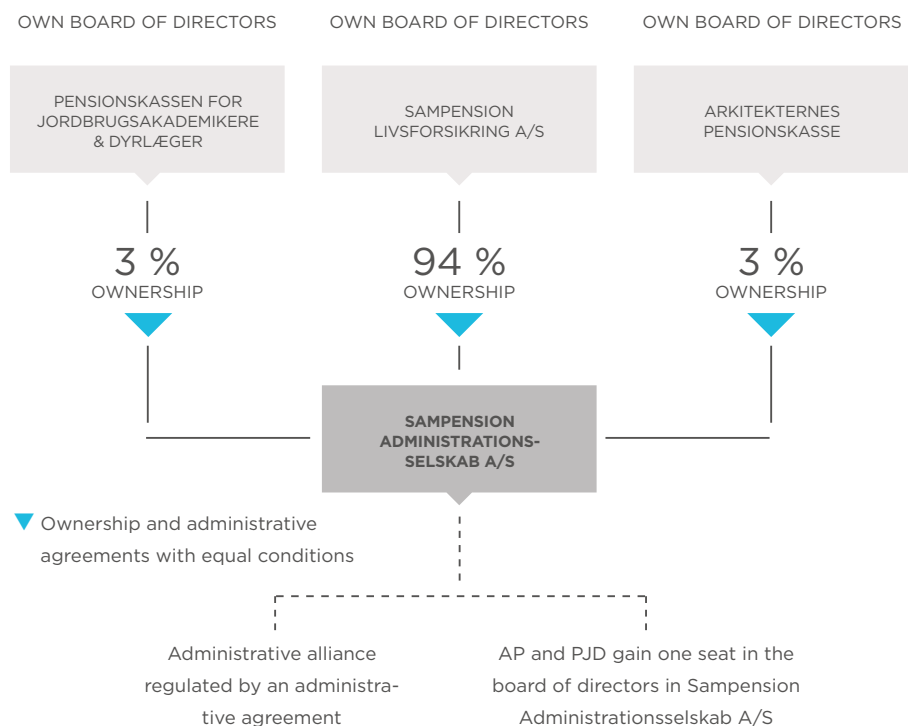 OWN BOARD OF DIRECTORS
OWN BOARD OF DIRECTORS
OWN BOARD OF DIRECTORS
PENSIONSKASSEN FOR
JORDBRUGSAKADEMIKERE
& DYRLÆGER
SAMPENSION
LIVSFORSIKRING A/S
ARKITEKTERNES
PENSIONSKASSE
3 %
OWNERSHIP
94 %
OWNERSHIP
3 %
OWNERSHIP
SAMPENSION
ADMINISTRATIONS-
SELSKAB A/S
Ownership and administrative
agreements with equal conditions
Administrative alliance
regulated by an administra-
tive agreement
AP and PJD gain one seat in the
board of directors in Sampension
Administrationsselskab A/S